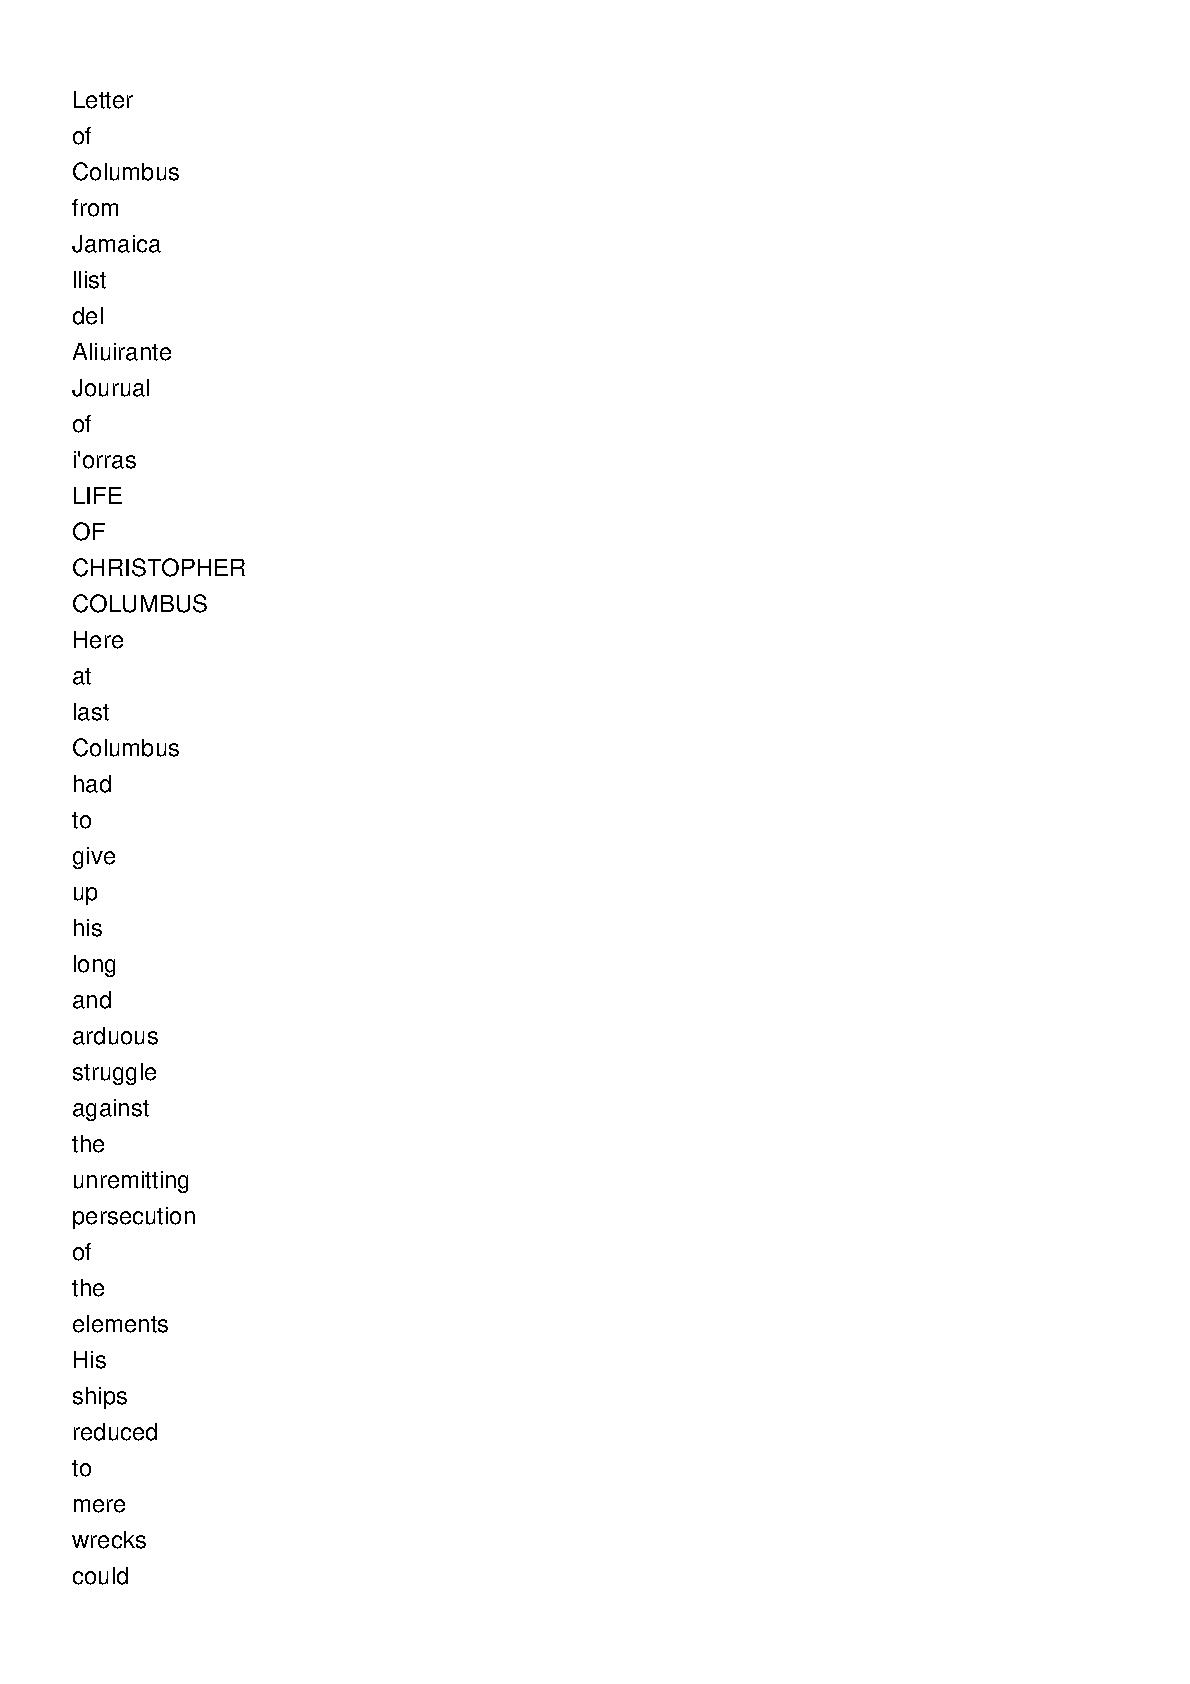 Letter
of
Columbus
from
Jamaica
llist
del
Aliuirante
Jourual
of
i'orras
LIFE
OF
CHRISTOPHER
COLUMBUS
Here
at
last
Columbus
had
to
give
up
his
long
and
arduous
struggle
against
the
unremitting
persecution
of
the
elements
His
ships
reduced
to
mere
wrecks
could